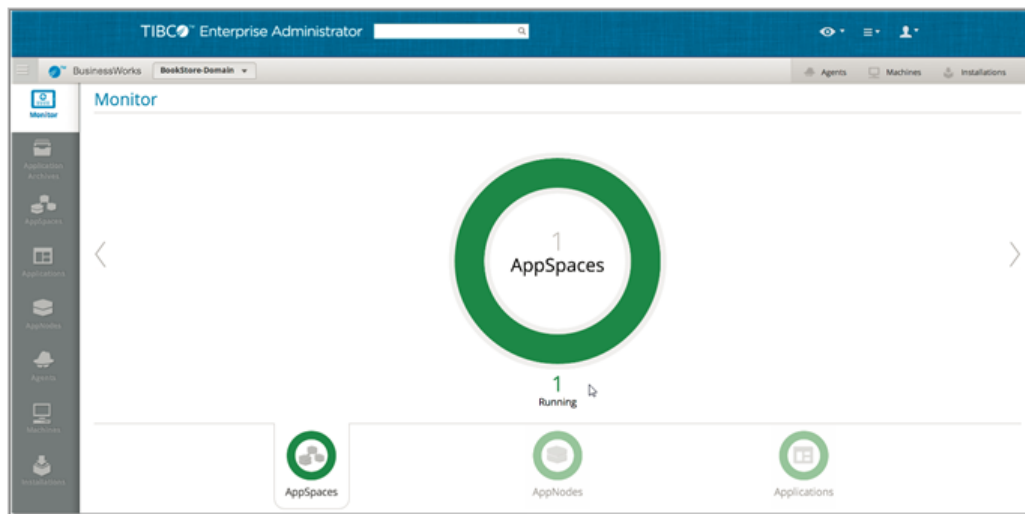 TIBCO™ Enterprise Administrator
BusinessWorks BookStore-Domain Agents Machines Installations
Monitor
Monitor
Application
Archives
AppSpaces
Applications
AppNodes
Agents
Machines
Installations
1
AppSpaces
1
Running
AppSpaces AppNodes Applications